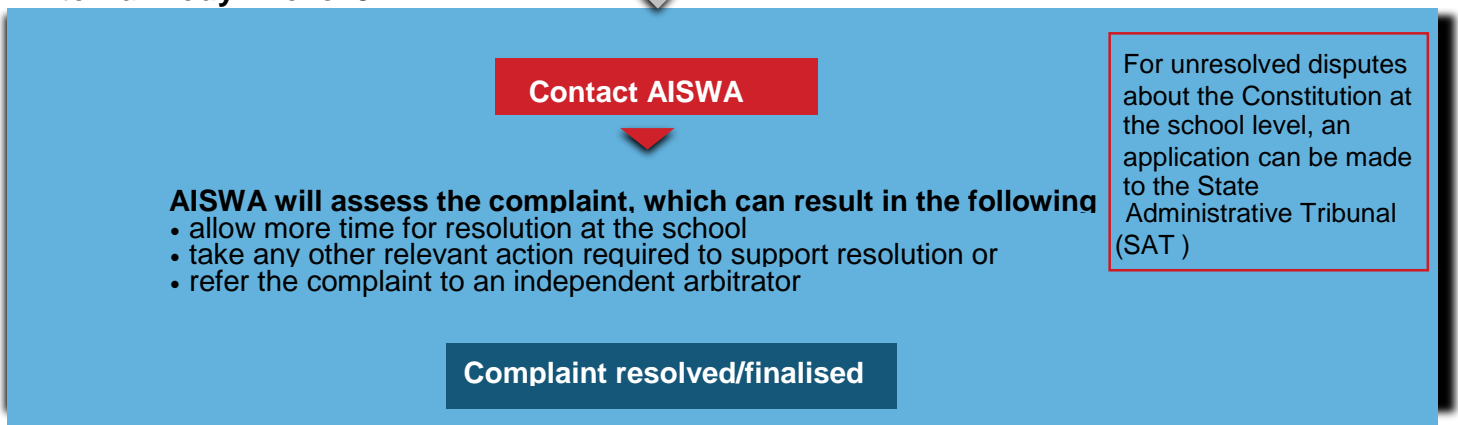 Contact AISWA
AISWA will assess the complaint, which can result in the following
• allow more time for resolution at the school
• take any other relevant action required to support resolution or
• refer the complaint to an independent arbitrator
Complaint resolved/finalised
For unresolved disputes
about the Constitution at
the school level, an
application can be made
to the State
Administrative Tribunal
(SAT )